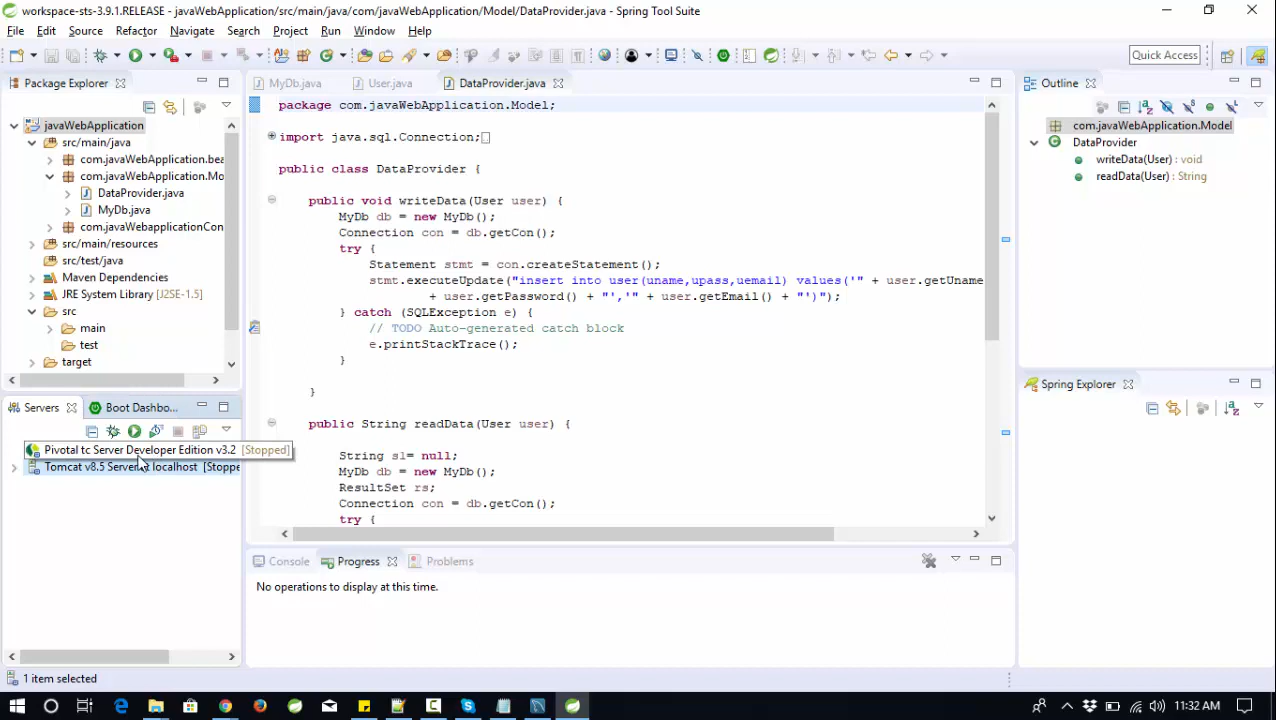 workspace-sts-3.9.1.RELEASE - javaWebApplication/src/main/java/com/javaWebApplication/Model/DataProvider.java - Spring Tool Suite
File Edit Source Refactor Navigate Search Project Run Window Help
Quick Access
Package Explorer
javaWebApplication
src/main/java
com.javaWebApplication.bea
com.javaWebApplication.Mo
DataProvider.java
MyDb.java
com.javaWebapplicationCon
src/main/resources
src/test/java
Maven Dependencies
JRE System Library [J2SE-1.5]
src
main
test
target
Servers
Boot Dashbo...
Pivotal tc Server Developer Edition v3.2 [Stopped]
Tomcat v8.5 Server localhost [Stoppe
MyDb.java User.java DataProvider.java
package com.javaWebApplication.Model;
import java.sql.Connection;
public class DataProvider {
public void writeData(User user) {
MyDb db = new MyDb();
Connection con = db.getCon();
try {
Statement stmt = con.createStatement();
stmt.executeUpdate("insert into user(uname,upass,uemail) values('" + user.getUname
+ user.getPassword() + "','" + user.getEmail() + "')");
} catch (SQLException e) {
// TODO Auto-generated catch block
e.printStackTrace();
}
}
public String readData(User user) {
String s1= null;
MyDb db = new MyDb();
ResultSet rs;
Connection con = db.getCon();
try {
Console Progress Problems
No operations to display at this time.
Outline
com.javaWebApplication.Model
DataProvider
writeData(User) : void
readData(User) : String
Spring Explorer
1 item selected
11:32 AM